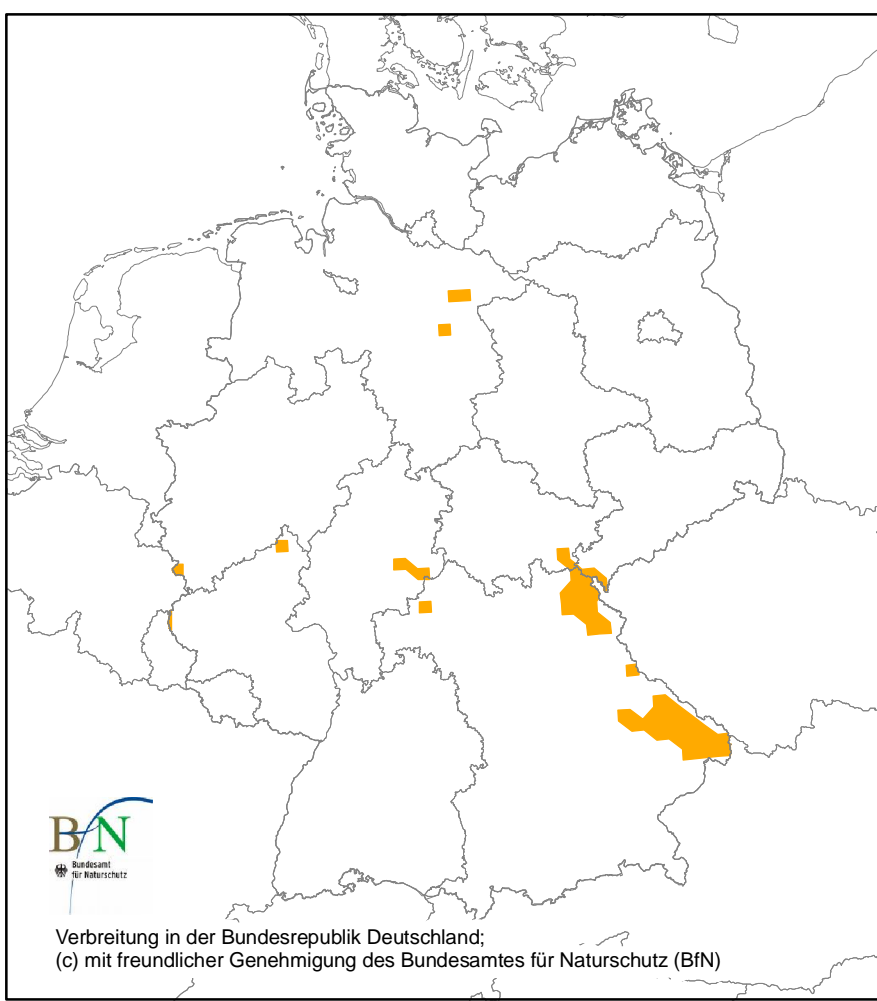 BfN
Bundesamt
für Naturschutz
Verbreitung in der Bundesrepublik Deutschland;
(c) mit freundlicher Genehmigung des Bundesamtes für Naturschutz (BfN)